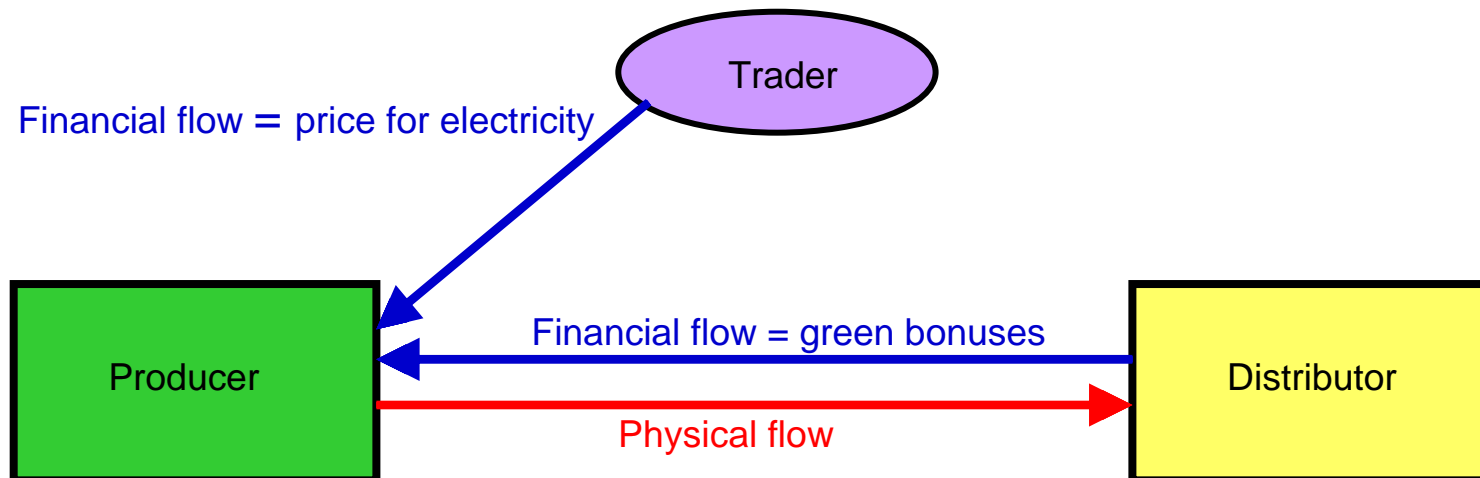 Trader
Financial flow = price for electricity
Financial flow = green bonuses
Producer
Distributor
Physical flow